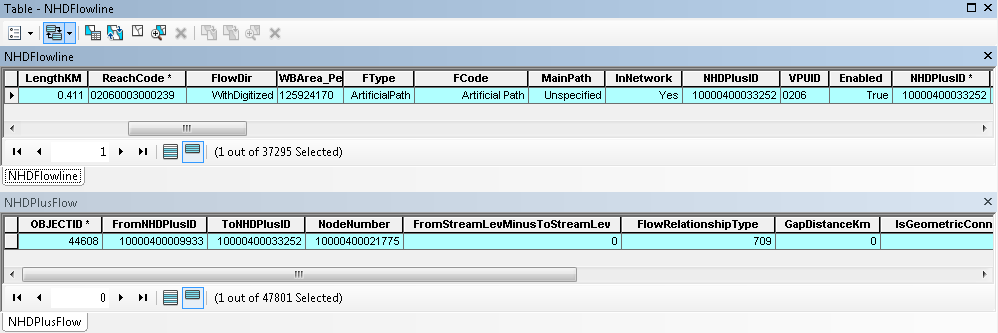 Table - NHDFlowline
NHDFlowline
LengthKM ReachCode * FlowDir WBArea_Pe FType FCode MainPath InNetwork NHDPlusID VPUID Enabled NHDPlusID *
0.411 02060003000239 WithDigitized 125924170 ArtificialPath Artificial Path Unspecified Yes 10000400033252 0206 True 10000400033252
1 (1 out of 37295 Selected)
NHDFlowline
NHDPlusFlow
OBJECTID * FromNHDPlusID ToNHDPlusID NodeNumber FromStreamLevMinusToStreamLev FlowRelationshipType GapDistanceKm IsGeometricConn
44608 10000400009933 10000400033252 10000400021775 0 709 0
0 (1 out of 47801 Selected)
NHDPlusFlow